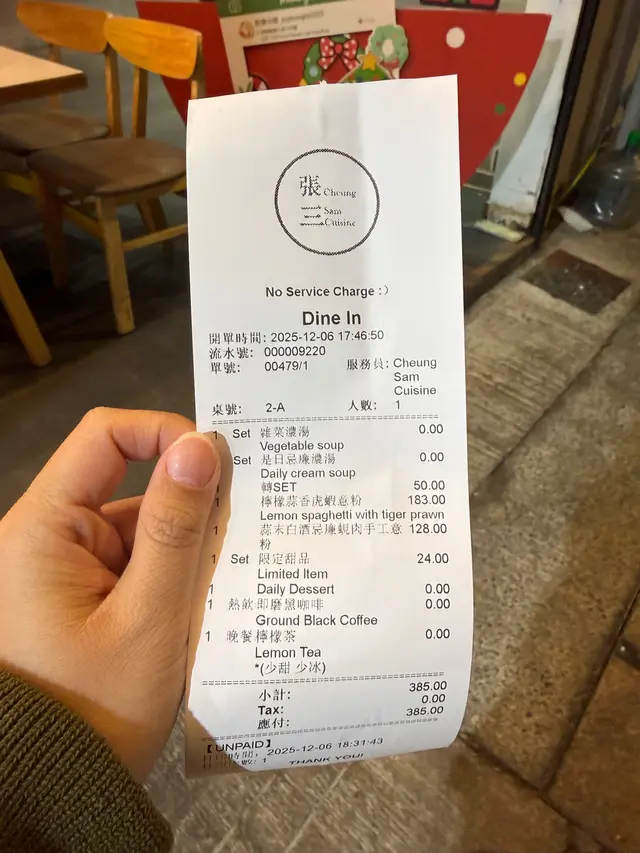 張 Cheung
三 Sam
Cuisine
No Service Charge :)
Dine In
開單時間: 2025-12-06 17:46:50
流水號: 000009220
單號: 00479/1 服務員: Cheung
Sam
Cuisine
桌號: 2-A 人數: 1
1 Set 雜菜濃湯 0.00
Vegetable soup
Set 是日忌廉濃湯 0.00
Daily cream soup
轉SET 50.00
1 檸檬蒜香虎蝦意粉 183.00
Lemon spaghetti with tiger prawn
1 蒜末白酒忌廉蜆肉手工意 128.00
粉
1 Set 限定甜品 24.00
Limited Item
1 Daily Dessert 0.00
1 熱飲即磨黑咖啡 0.00
Ground Black Coffee
1 晚餐檸檬茶 0.00
Lemon Tea
*(少甜 少冰)
小計: 385.00
Tax: 0.00
應付: 385.00
【UNPAID】
時間: 2025-12-06 18:31:43
數: 1 THANK YOU!